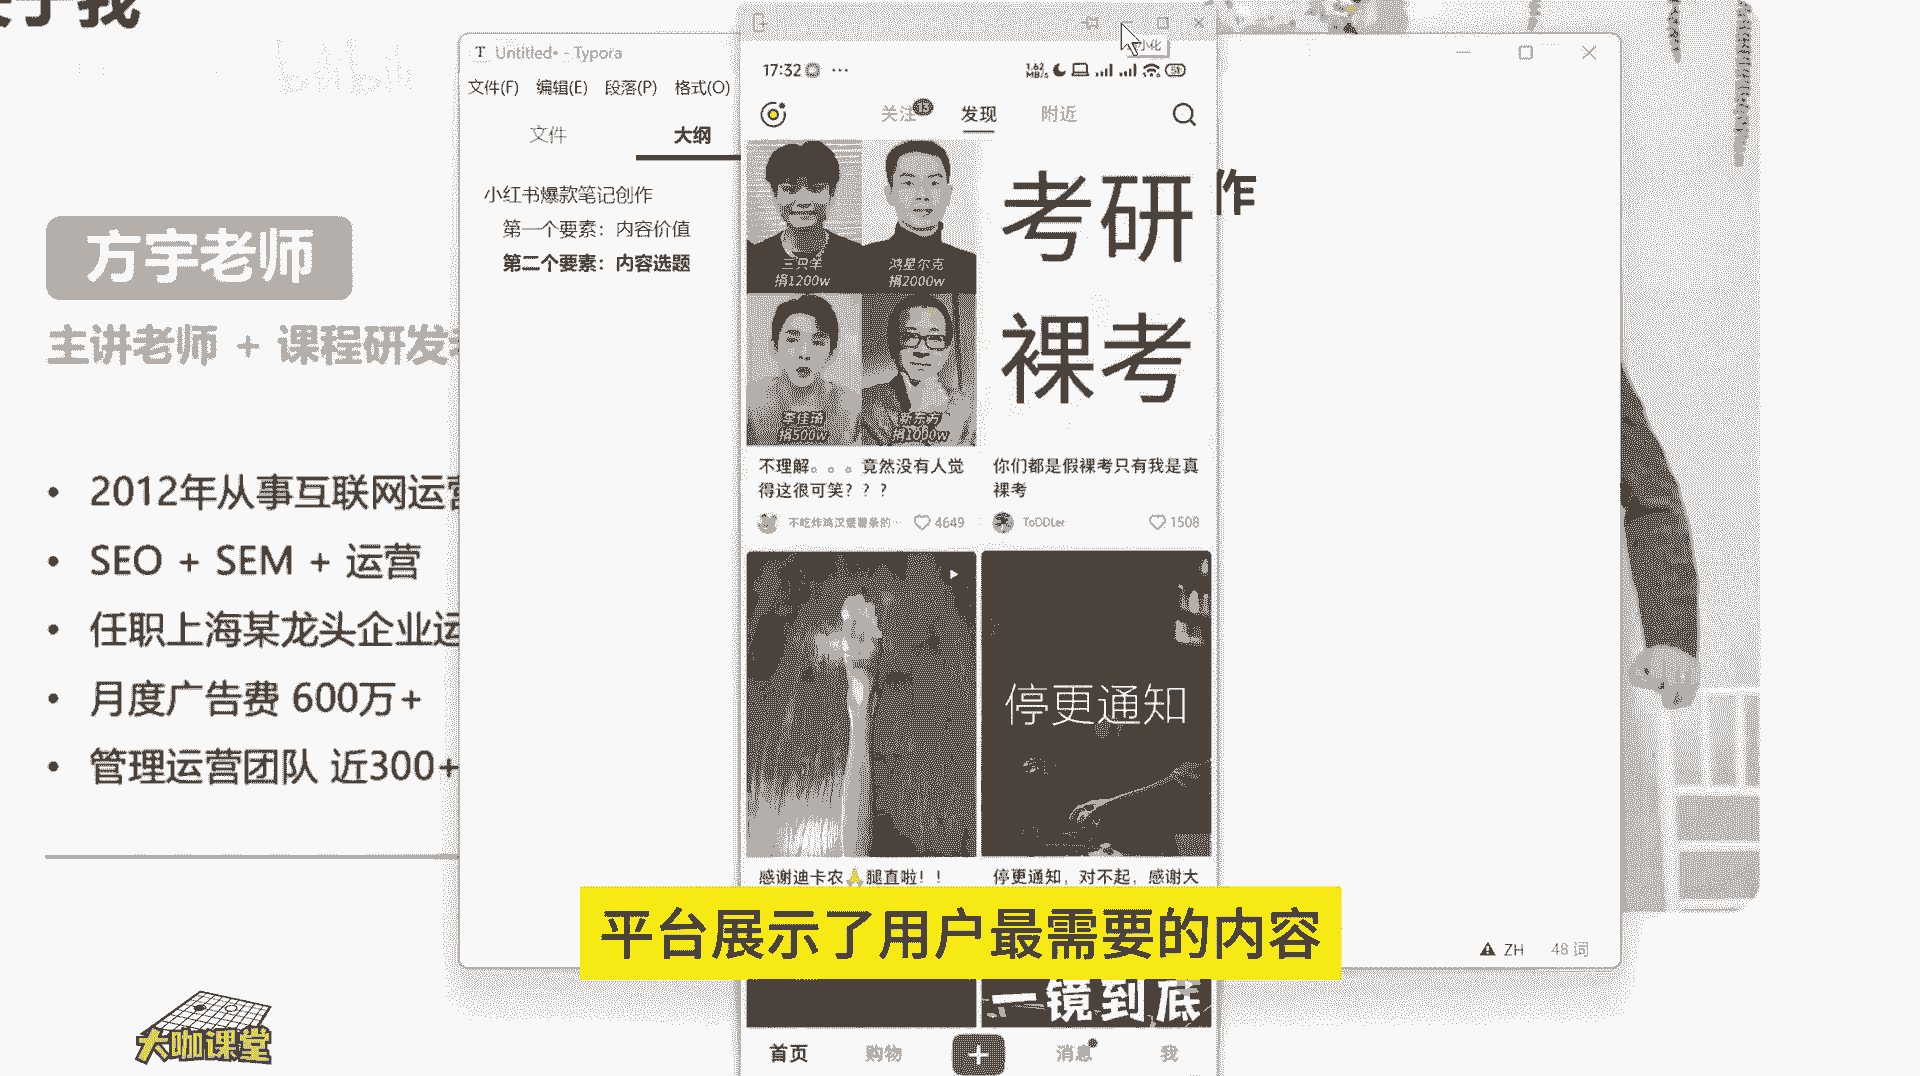 关于我
方宇老师
主讲老师 + 课程研发
2012年从事互联网运营
SEO + SEM + 运营
任职上海某龙头企业运
月度广告费 600万+
管理运营团队 近300+
大咖课堂
bilibili
Untitled• - Typora
文件(F) 编辑(E) 段落(P) 格式(O)
文件 大纲
小红书爆款笔记创作
第一个要素：内容价值
第二个要素：内容选题
作
ZH 48 词
小化
17:32 ...
1.62 MB/s
关注 13 发现 附近
三只羊
捐1200w
鸿星尔克
捐2000w
李佳琦
捐500w
新东方
捐1000w
不理解。。。竟然没有人觉
得这很可笑？？？
不吃炸鸡汉堡薯条的… 4649
考研
裸考
你们都是假裸考只有我是真
裸考
ToDDLer 1508
感谢迪卡农🙏腿直啦！！
停更通知
停更通知，对不起，感谢大
一镜到底
首页 购物 + 消息 我
平台展示了用户最需要的内容